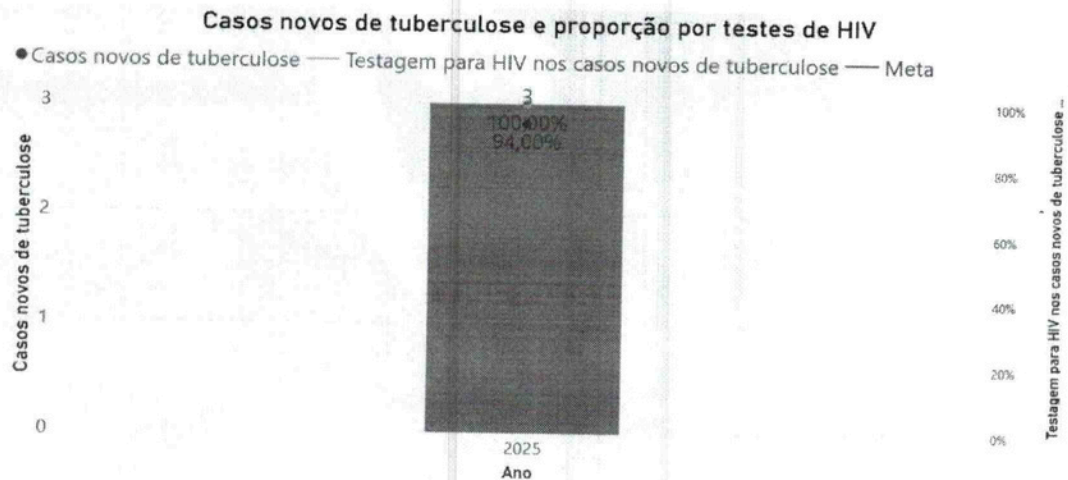 Casos novos de tuberculose e proporção por testes de HIV
Casos novos de tuberculose Testagem para HIV nos casos novos de tuberculose Meta
3
2
1
0
Casos novos de tuberculose
3
100,00%
94,00%
2025
Ano
100%
80%
60%
40%
20%
0%
Testagem para HIV nos casos novos de tuberculose ...